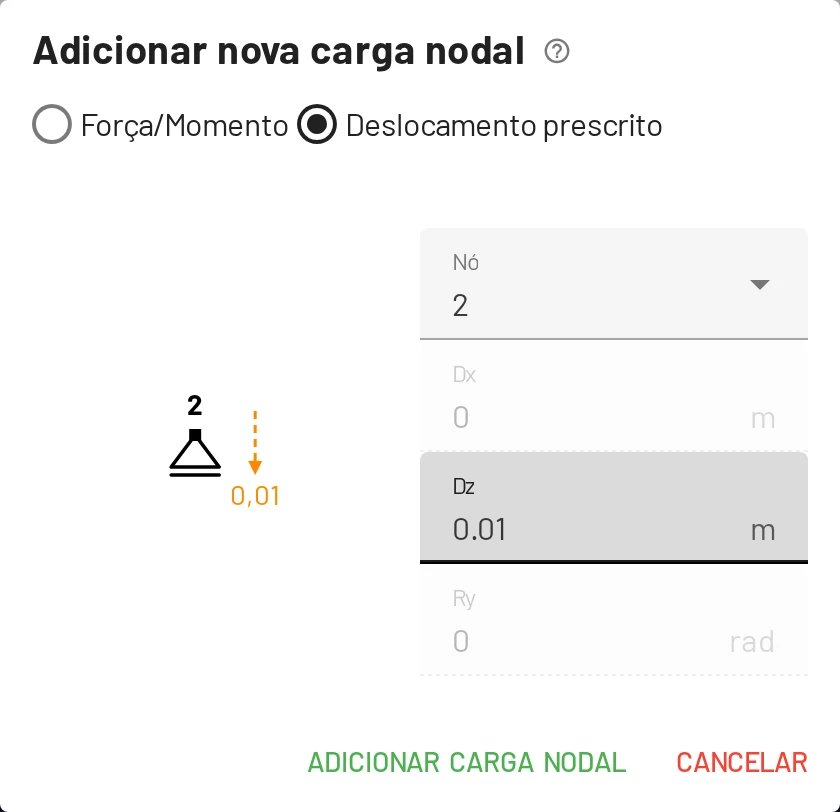 Adicionar nova carga nodal ?
Força/Momento Deslocamento prescrito
Nó
2
Dx
0 m
2
0,01
Dz
0.01 m
Ry
0 rad
ADICIONAR CARGA NODAL CANCELAR